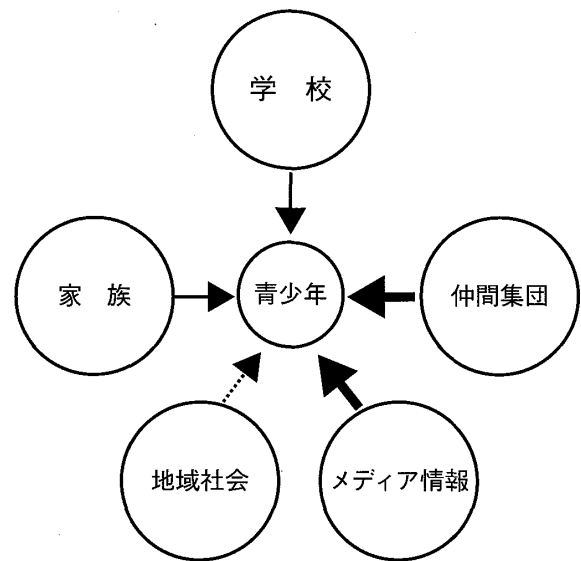 学 校
家 族
青少年
仲間集団
地域社会
メディア情報